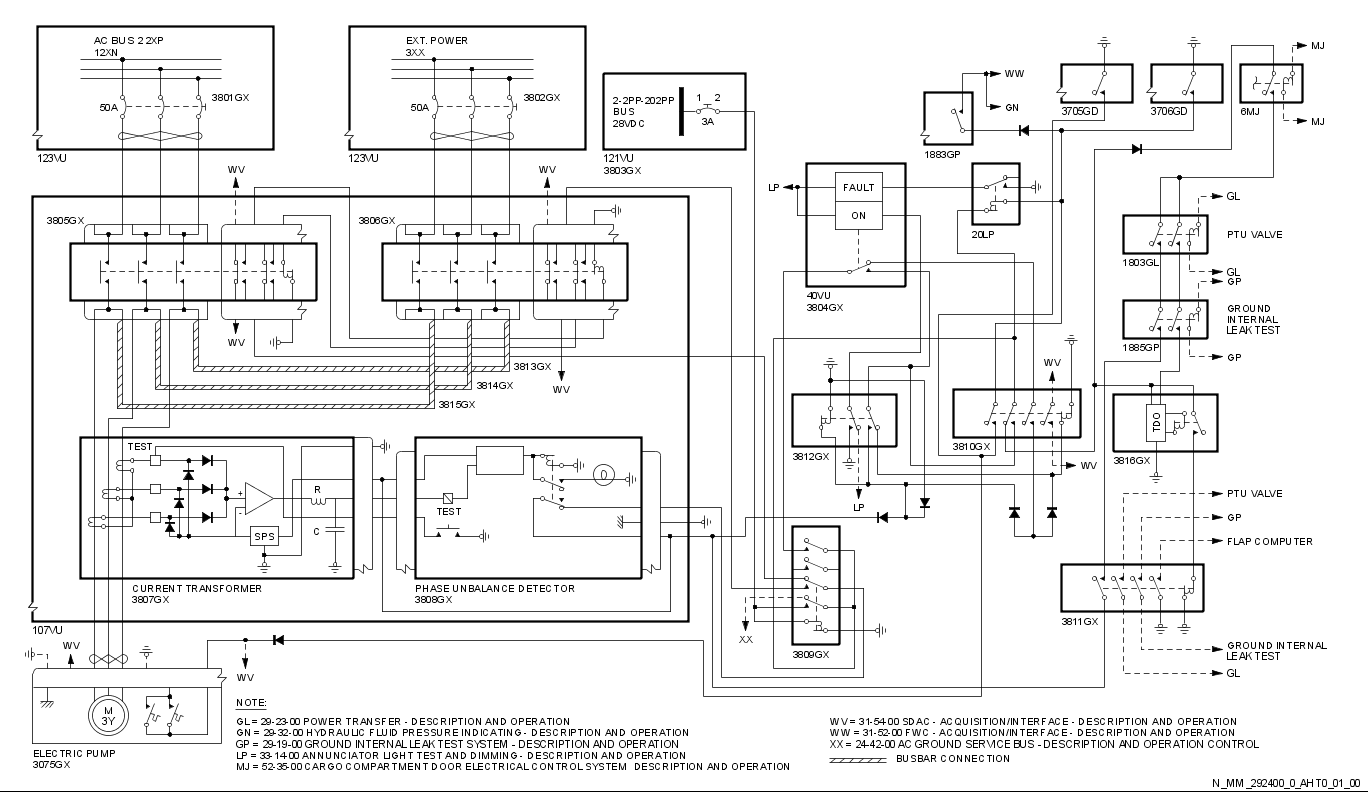 AC BUS 2 2XP
12XN
50A
3801GX
123VU
EXT. POWER
3XX
50A
3802GX
123VU
2-2PP-202PP
BUS
28VDC
1 2
3A
121VU
3803GX
WW
GN
1883GP
3705GD
3706GD
6MJ
MJ
MJ
WV
WV
3805GX
3806GX
WV
WV
3813GX
3814GX
3815GX
LP
FAULT
ON
40VU
3804GX
20LP
GL
PTU VALVE
1803GL
GL
GP
GROUND
INTERNAL
LEAK TEST
1885GP
GP
WV
3812GX
LP
3810GX
WV
TDO
3816GX
TEST
+
-
R
C
SPS
CURRENT TRANSFORMER
3807GX
TEST
PHASE UNBALANCE DETECTOR
3808GX
107VU
PTU VALVE
GP
FLAP COMPUTER
3811GX
GROUND INTERNAL
LEAK TEST
GL
XX
3809GX
WV
WV
M
3Y
ELECTRIC PUMP
3075GX
NOTE:
GL = 29-23-00 POWER TRANSFER - DESCRIPTION AND OPERATION
GN = 29-32-00 HYDRAULIC FLUID PRESSURE INDICATING - DESCRIPTION AND OPERATION
GP = 29-19-00 GROUND INTERNAL LEAK TEST SYSTEM - DESCRIPTION AND OPERATION
LP = 33-14-00 ANNUNCIATOR LIGHT TEST AND DIMMING - DESCRIPTION AND OPERATION
MJ = 52-35-00 CARGO COMPARTMENT DOOR ELECTRICAL CONTROL SYSTEM DESCRIPTION AND OPERATION
WV = 31-54-00 SDAC - ACQUISITION/INTERFACE - DESCRIPTION AND OPERATION
WW = 31-52-00 FWC - ACQUISITION/INTERFACE - DESCRIPTION AND OPERATION
XX = 24-42-00 AC GROUND SERVICE BUS - DESCRIPTION AND OPERATION CONTROL
BUSBAR CONNECTION
N_MM_292400_0_AHT0_01_00